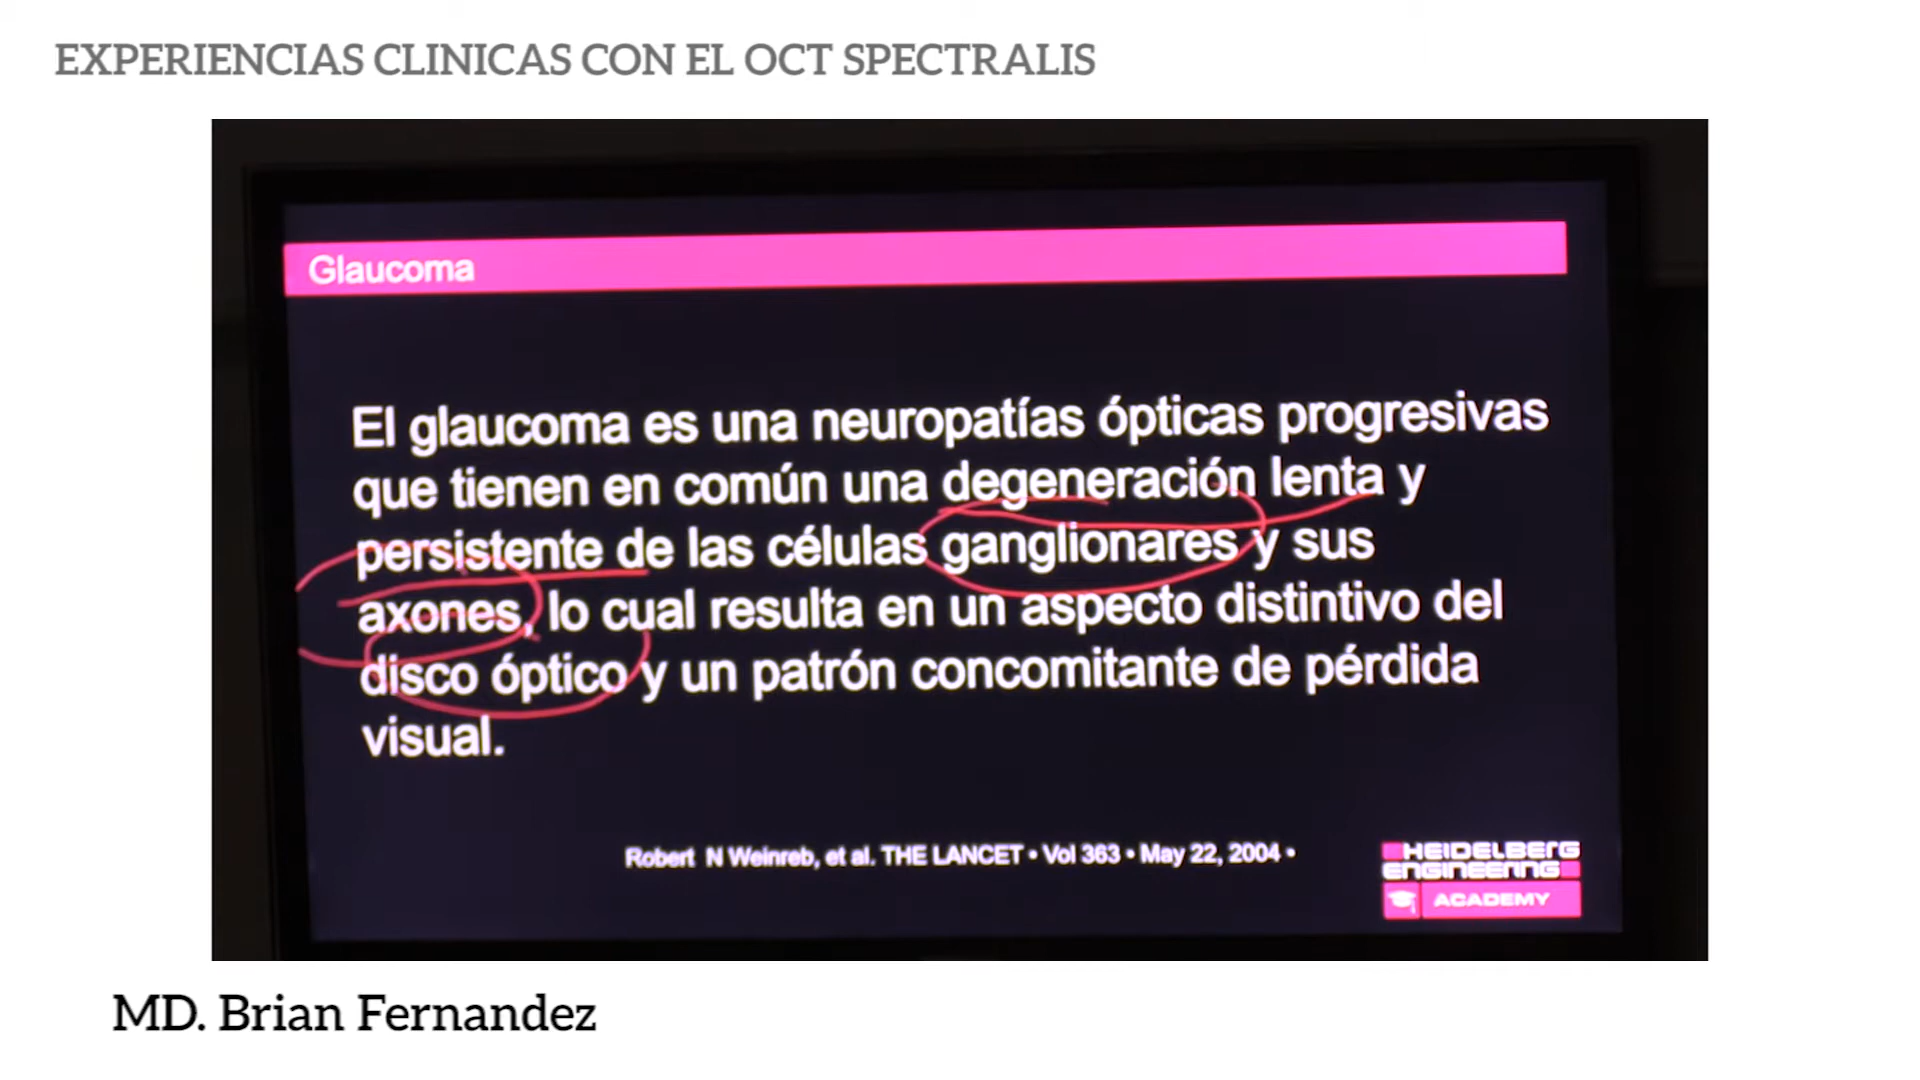 EXPERIENCIAS CLINICAS CON EL OCT SPECTRALIS
Glaucoma
El glaucoma es una neuropatías ópticas progresivas
que tienen en común una degeneración lenta y
persistente de las células ganglionares y sus
axones, lo cual resulta en un aspecto distintivo del
disco óptico y un patrón concomitante de pérdida
visual.
Robert N Weinreb, et al. THE LANCET • Vol 363 • May 22, 2004 •
HEIDELBERG
ENGINEERING
ACADEMY
MD. Brian Fernandez